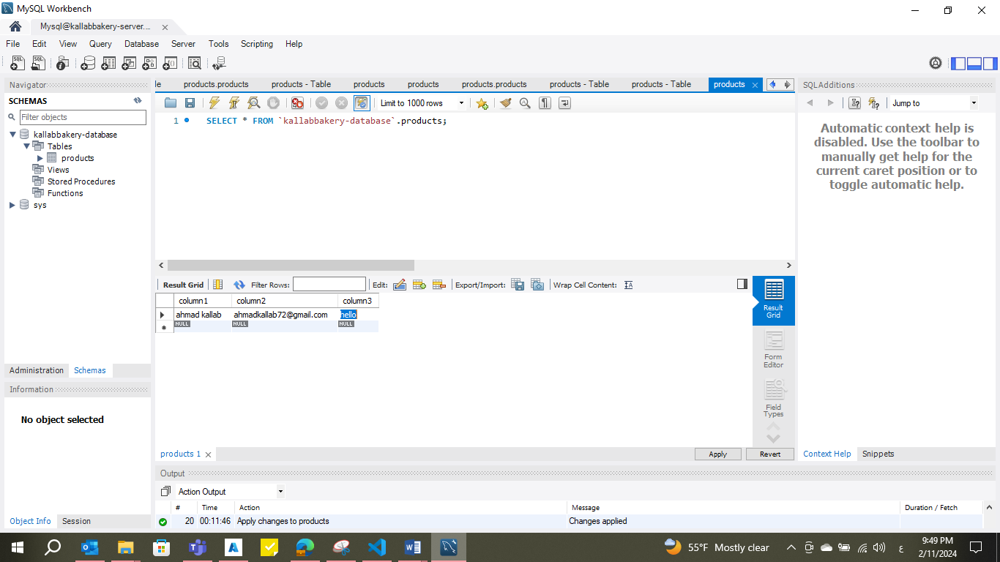 MySQL Workbench
Mysql@kallabbakery-server....
File Edit View Query Database Server Tools Scripting Help
Navigator
SCHEMAS
Filter objects
kallabbakery-database
Tables
products
Views
Stored Procedures
Functions
sys
Administration Schemas
Information
No object selected
Object Info Session
le products.products products - Table products products products.products products - Table products - Table products
Limit to 1000 rows
1 SELECT * FROM `kallabbakery-database`.products;
Result Grid Filter Rows: Edit: Export/Import: Wrap Cell Content:
column1 column2 column3
ahmad kallab ahmadkallab72@gmail.com hello
NULL NULL NULL
Result
Grid
Form
Editor
Field
Types
products 1 Apply Revert
Output
Action Output
# Time Action Message Duration / Fetch
20 00:11:46 Apply changes to products Changes applied
SQLAdditions
Jump to
Automatic context help is
disabled. Use the toolbar to
manually get help for the
current caret position or to
toggle automatic help.
Context Help Snippets
55°F Mostly clear
ع
9:49 PM
2/11/2024